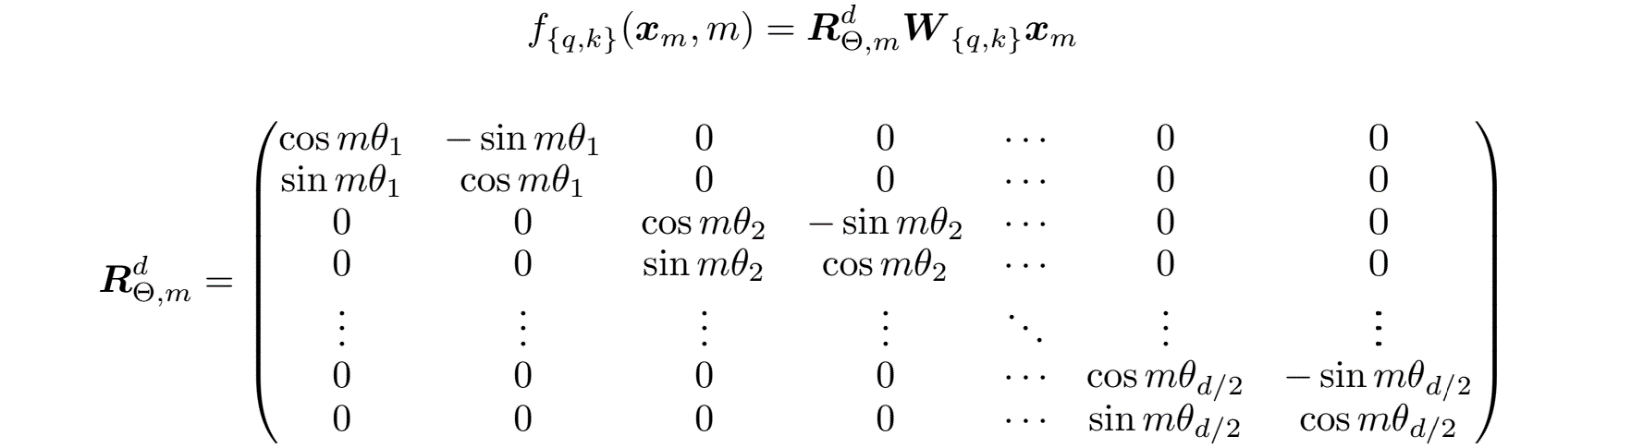 f_{\{q,k\}}(\boldsymbol{x}_m, m) = \boldsymbol{R}^d_{\Theta,m} \boldsymbol{W}_{\{q,k\}} \boldsymbol{x}_m
\boldsymbol{R}^d_{\Theta,m} = \begin{pmatrix}
\cos m\theta_1 & -\sin m\theta_1 & 0 & 0 & \cdots & 0 & 0 \\
\sin m\theta_1 & \cos m\theta_1 & 0 & 0 & \cdots & 0 & 0 \\
0 & 0 & \cos m\theta_2 & -\sin m\theta_2 & \cdots & 0 & 0 \\
0 & 0 & \sin m\theta_2 & \cos m\theta_2 & \cdots & 0 & 0 \\
\vdots & \vdots & \vdots & \vdots & \ddots & \vdots & \vdots \\
0 & 0 & 0 & 0 & \cdots & \cos m\theta_{d/2} & -\sin m\theta_{d/2} \\
0 & 0 & 0 & 0 & \cdots & \sin m\theta_{d/2} & \cos m\theta_{d/2}
\end{pmatrix}